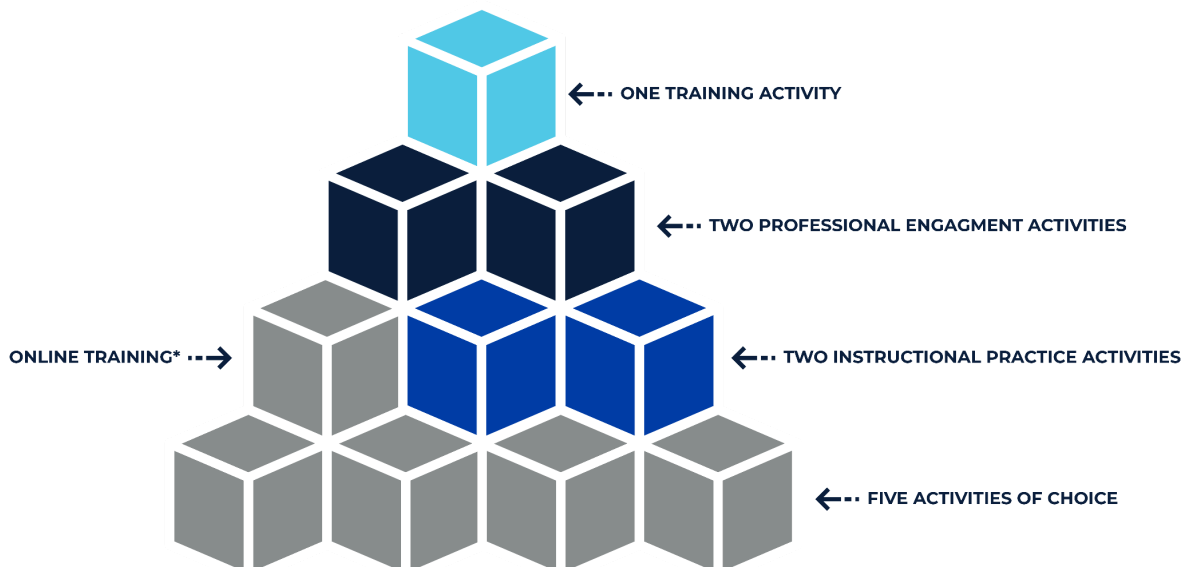 ONE TRAINING ACTIVITY
TWO PROFESSIONAL ENGAGMENT ACTIVITIES
ONLINE TRAINING*
TWO INSTRUCTIONAL PRACTICE ACTIVITIES
FIVE ACTIVITIES OF CHOICE